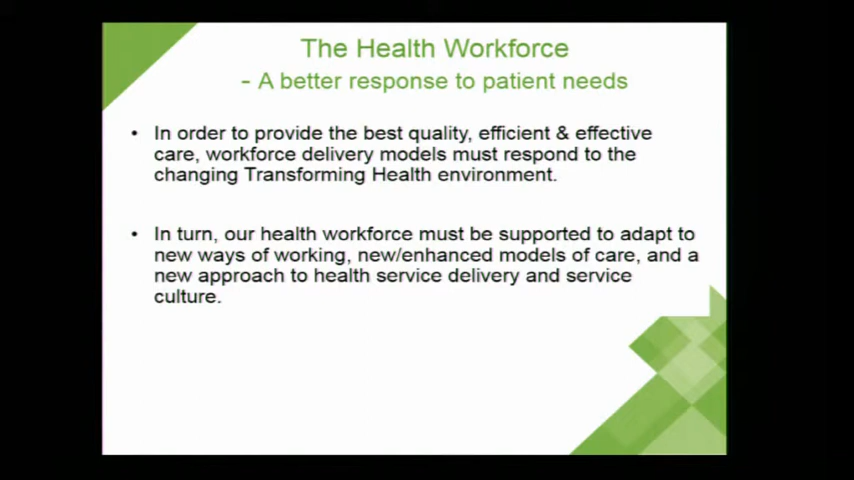 The Health Workforce
- A better response to patient needs
• In order to provide the best quality, efficient & effective
care, workforce delivery models must respond to the
changing Transforming Health environment.
• In turn, our health workforce must be supported to adapt to
new ways of working, new/enhanced models of care, and a
new approach to health service delivery and service
culture.